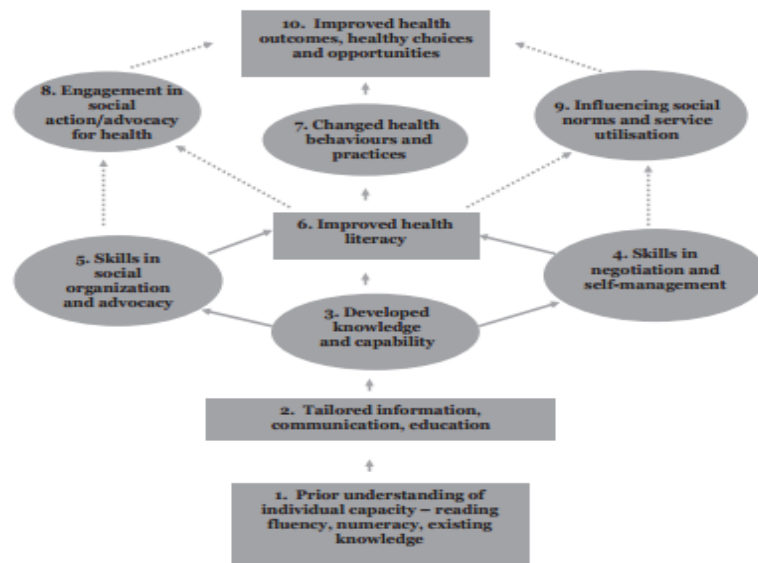 10. Improved health
outcomes, healthy choices
and opportunities
8. Engagement in
social
action/advocacy
for health
7. Changed health
behaviours and
practices
9. Influencing social
norms and service
utilisation
6. Improved health
literacy
5. Skills in
social
organization
and advocacy
4. Skills in
negotiation and
self-management
3. Developed
knowledge
and capability
2. Tailored information,
communication, education
1. Prior understanding of
individual capacity – reading
fluency, numeracy, existing
knowledge